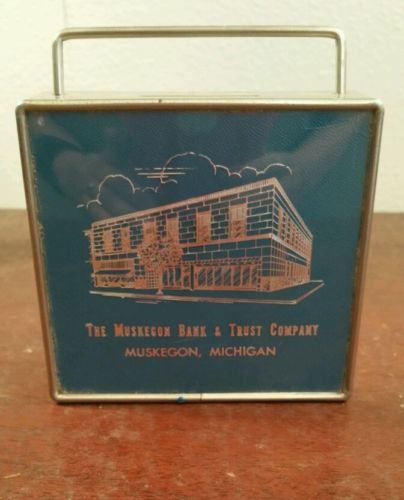 The Muskegon Bank & Trust Company
MUSKEGON, MICHIGAN